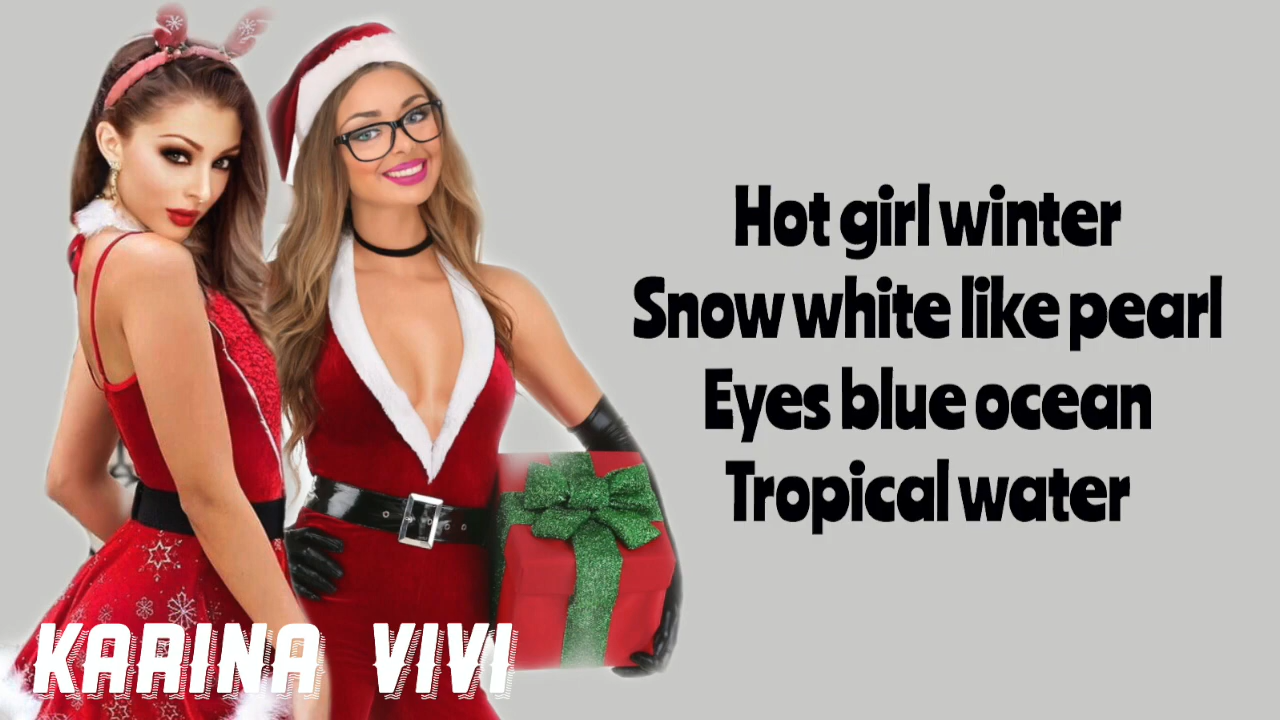 Hot girl winter
Snow white like pearl
Eyes blue ocean
Tropical water
KARINA VIVI